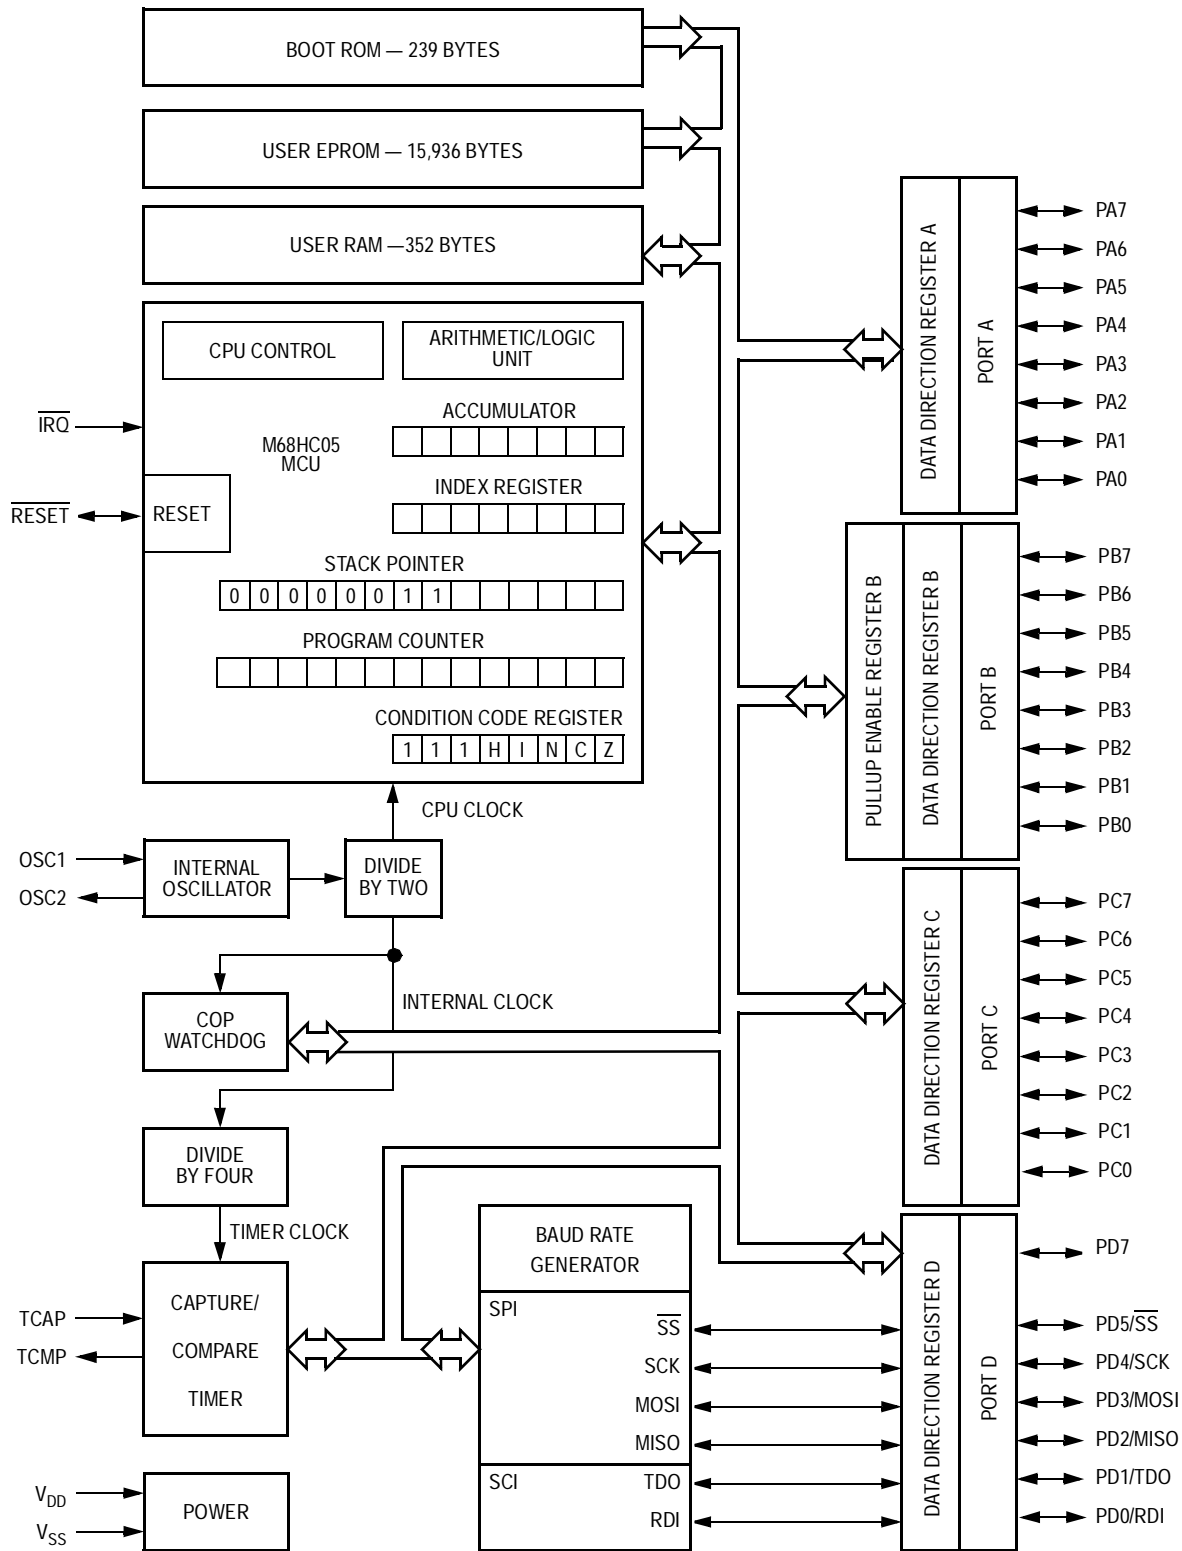 BOOT ROM — 239 BYTES
USER EPROM — 15,936 BYTES
USER RAM —352 BYTES
CPU CONTROL
ARITHMETIC/LOGIC
UNIT
ACCUMULATOR
M68HC05
MCU
INDEX REGISTER
IRQ
RESET
RESET
STACK POINTER
0 0 0 0 0 0 1 1
PROGRAM COUNTER
CONDITION CODE REGISTER
1 1 1 H I N C Z
CPU CLOCK
OSC1
OSC2
INTERNAL
OSCILLATOR
DIVIDE
BY TWO
INTERNAL CLOCK
COP
WATCHDOG
DIVIDE
BY FOUR
TIMER CLOCK
TCAP
TCMP
CAPTURE/
COMPARE
TIMER
VDD
VSS
POWER
BAUD RATE
GENERATOR
SPI
SS
SCK
MOSI
MISO
SCI
TDO
RDI
DATA DIRECTION REGISTER A
PORT A
PA7
PA6
PA5
PA4
PA3
PA2
PA1
PA0
PULLUP ENABLE REGISTER B
DATA DIRECTION REGISTER B
PORT B
PB7
PB6
PB5
PB4
PB3
PB2
PB1
PB0
DATA DIRECTION REGISTER C
PORT C
PC7
PC6
PC5
PC4
PC3
PC2
PC1
PC0
DATA DIRECTION REGISTER D
PORT D
PD7
PD5/SS
PD4/SCK
PD3/MOSI
PD2/MISO
PD1/TDO
PD0/RDI